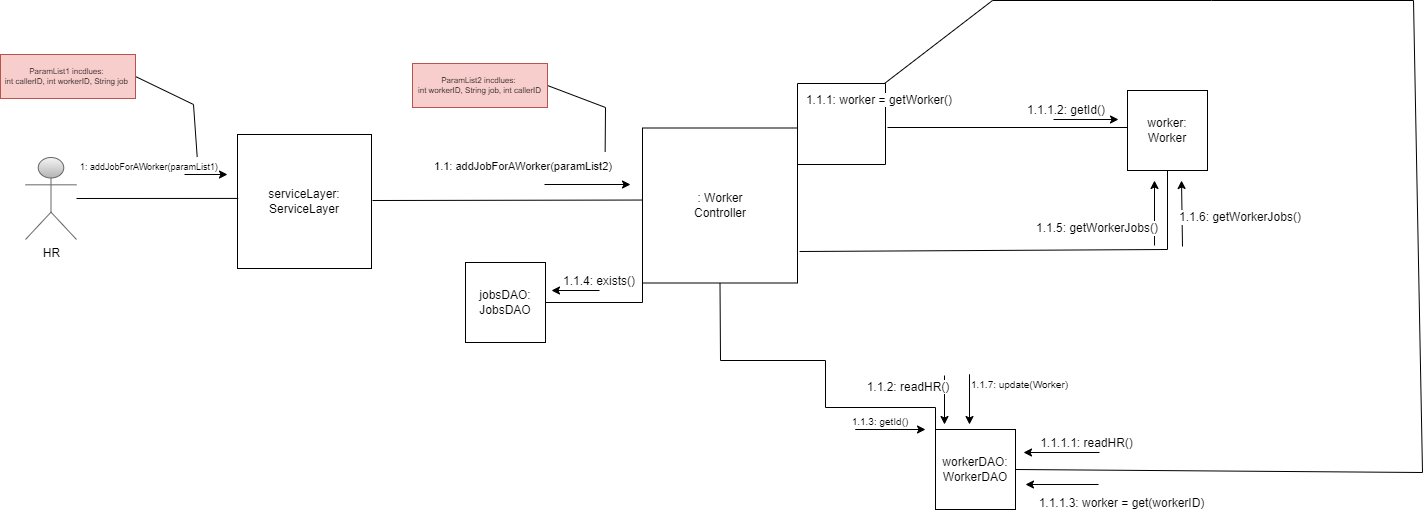 ParamList1 incdlues:
int callerID, int workerID, String job
ParamList2 incdlues:
int workerID, String job, int callerID
1.1.1: worker = getWorker()
1.1.1.2: getId()
worker:
Worker
1: addJobForAWorker(paramList1)
1.1: addJobForAWorker(paramList2)
serviceLayer:
ServiceLayer
: Worker
Controller
HR
1.1.5: getWorkerJobs()
1.1.6: getWorkerJobs()
1.1.4: exists()
jobsDAO:
JobsDAO
1.1.2: readHR()
1.1.7: update(Worker)
1.1.3: getId()
1.1.1.1: readHR()
workerDAO:
WorkerDAO
1.1.1.3: worker = get(workerID)